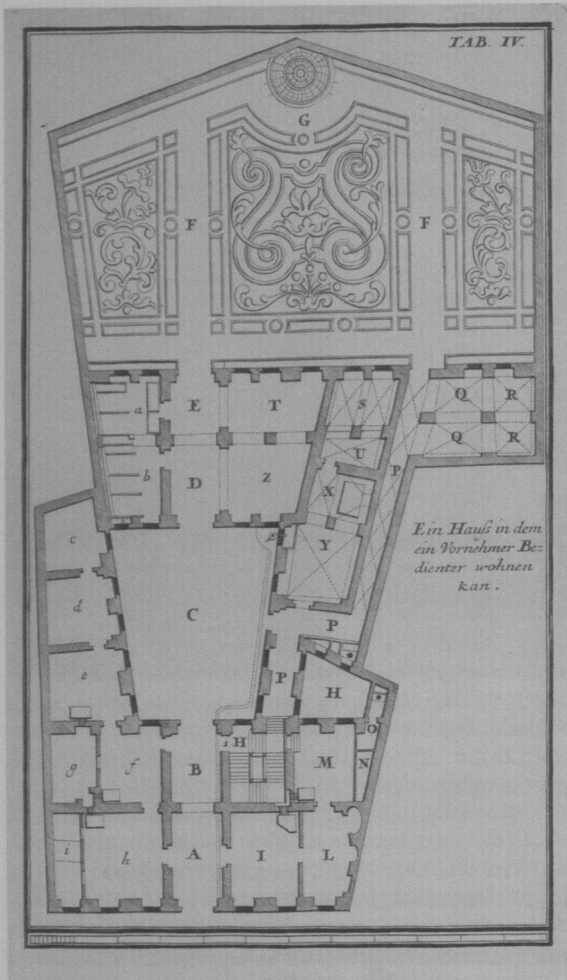 TAB. IV.
G
F F
a E T S Q R
U Q R
b D Z P
X
c Y
Ein Hauß in dem
ein Vornehmer Be=
dienter wohnen
kan.
C
d
P
e P H
i H O
g f B M N
i h A I L